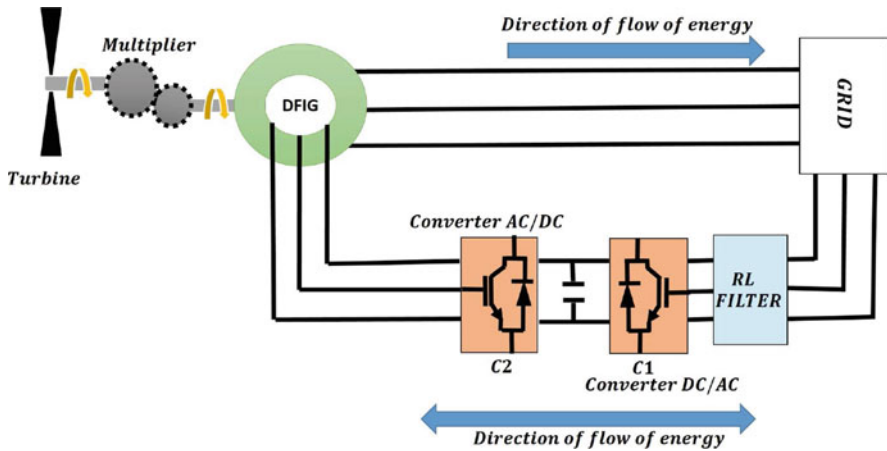 Direction of flow of energy
Multiplier
DFIG
GRID
Turbine
Converter AC/DC
RL
FILTER
C2
C1
Converter DC/AC
Direction of flow of energy